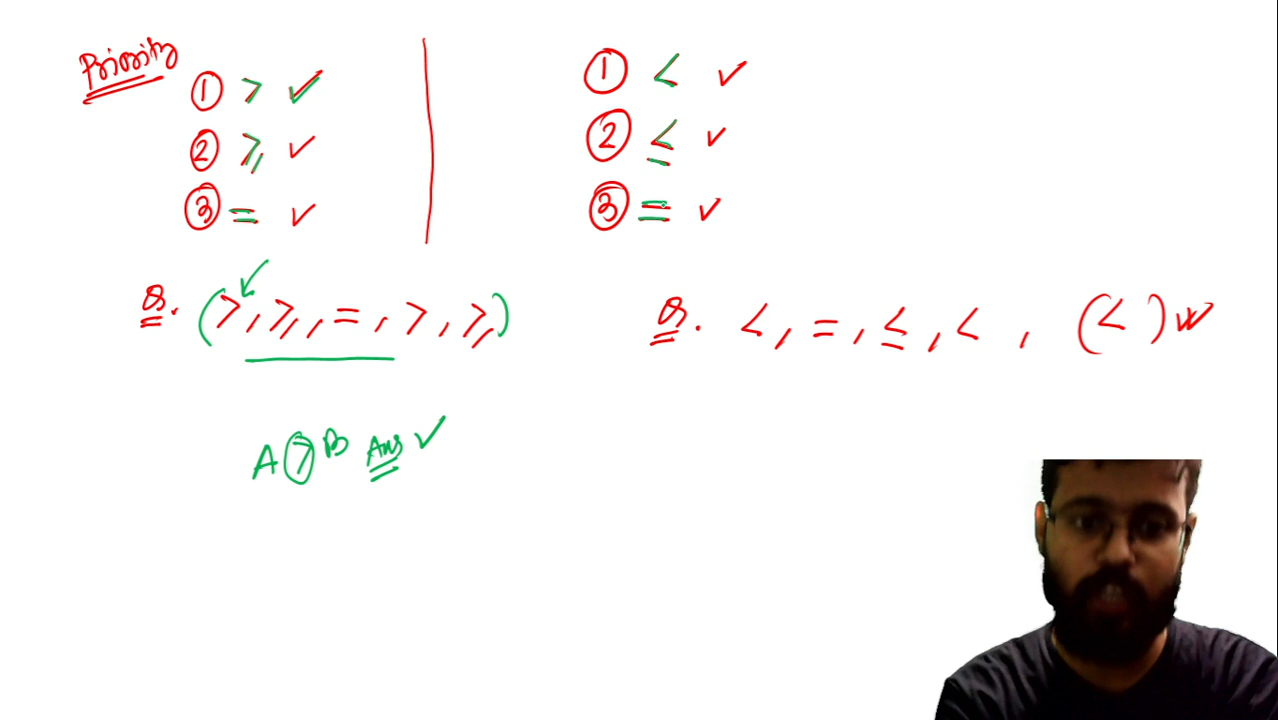 Priority
① > ✓
② ≥ ✓
③ = ✓
① < ✓
② ≤ ✓
③ = ✓
Q. (>, ≥, , = , >, ≥)
Q. <, =, ≤, <, (<) ✓✓
A > B Ans ✓